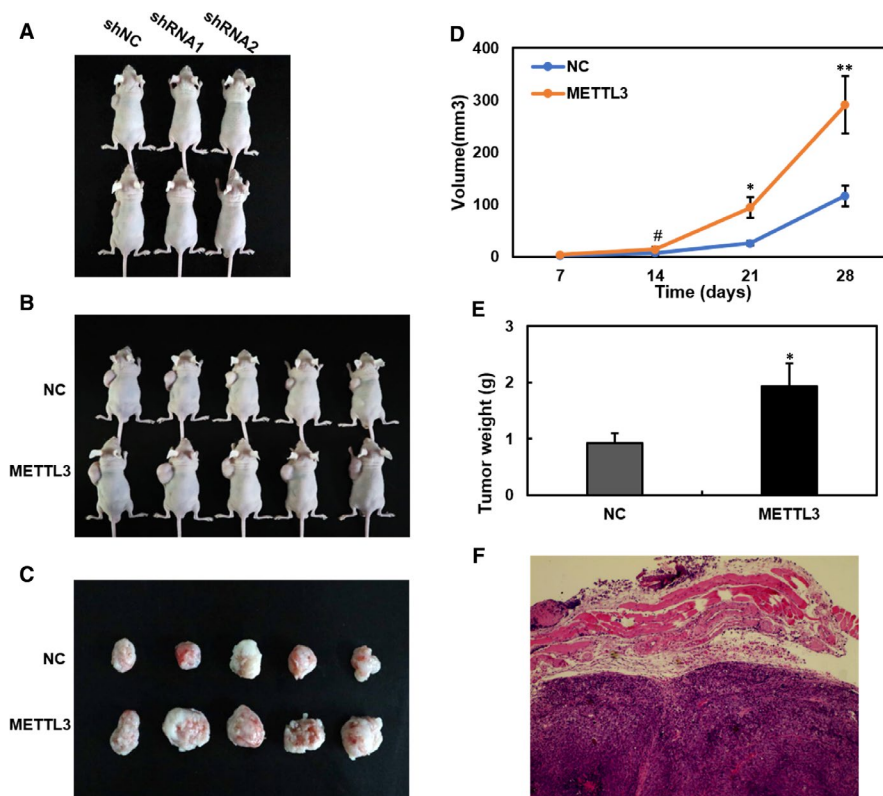 A
shNC
shRNA1
shRNA2
B
NC
METTL3
C
NC
METTL3
D
Volume(mm3)
400
300
200
100
0
NC
METTL3
#
*
**
7
14
21
28
Time (days)
E
Tumor weight (g)
3
2
1
0
*
NC
METTL3
F